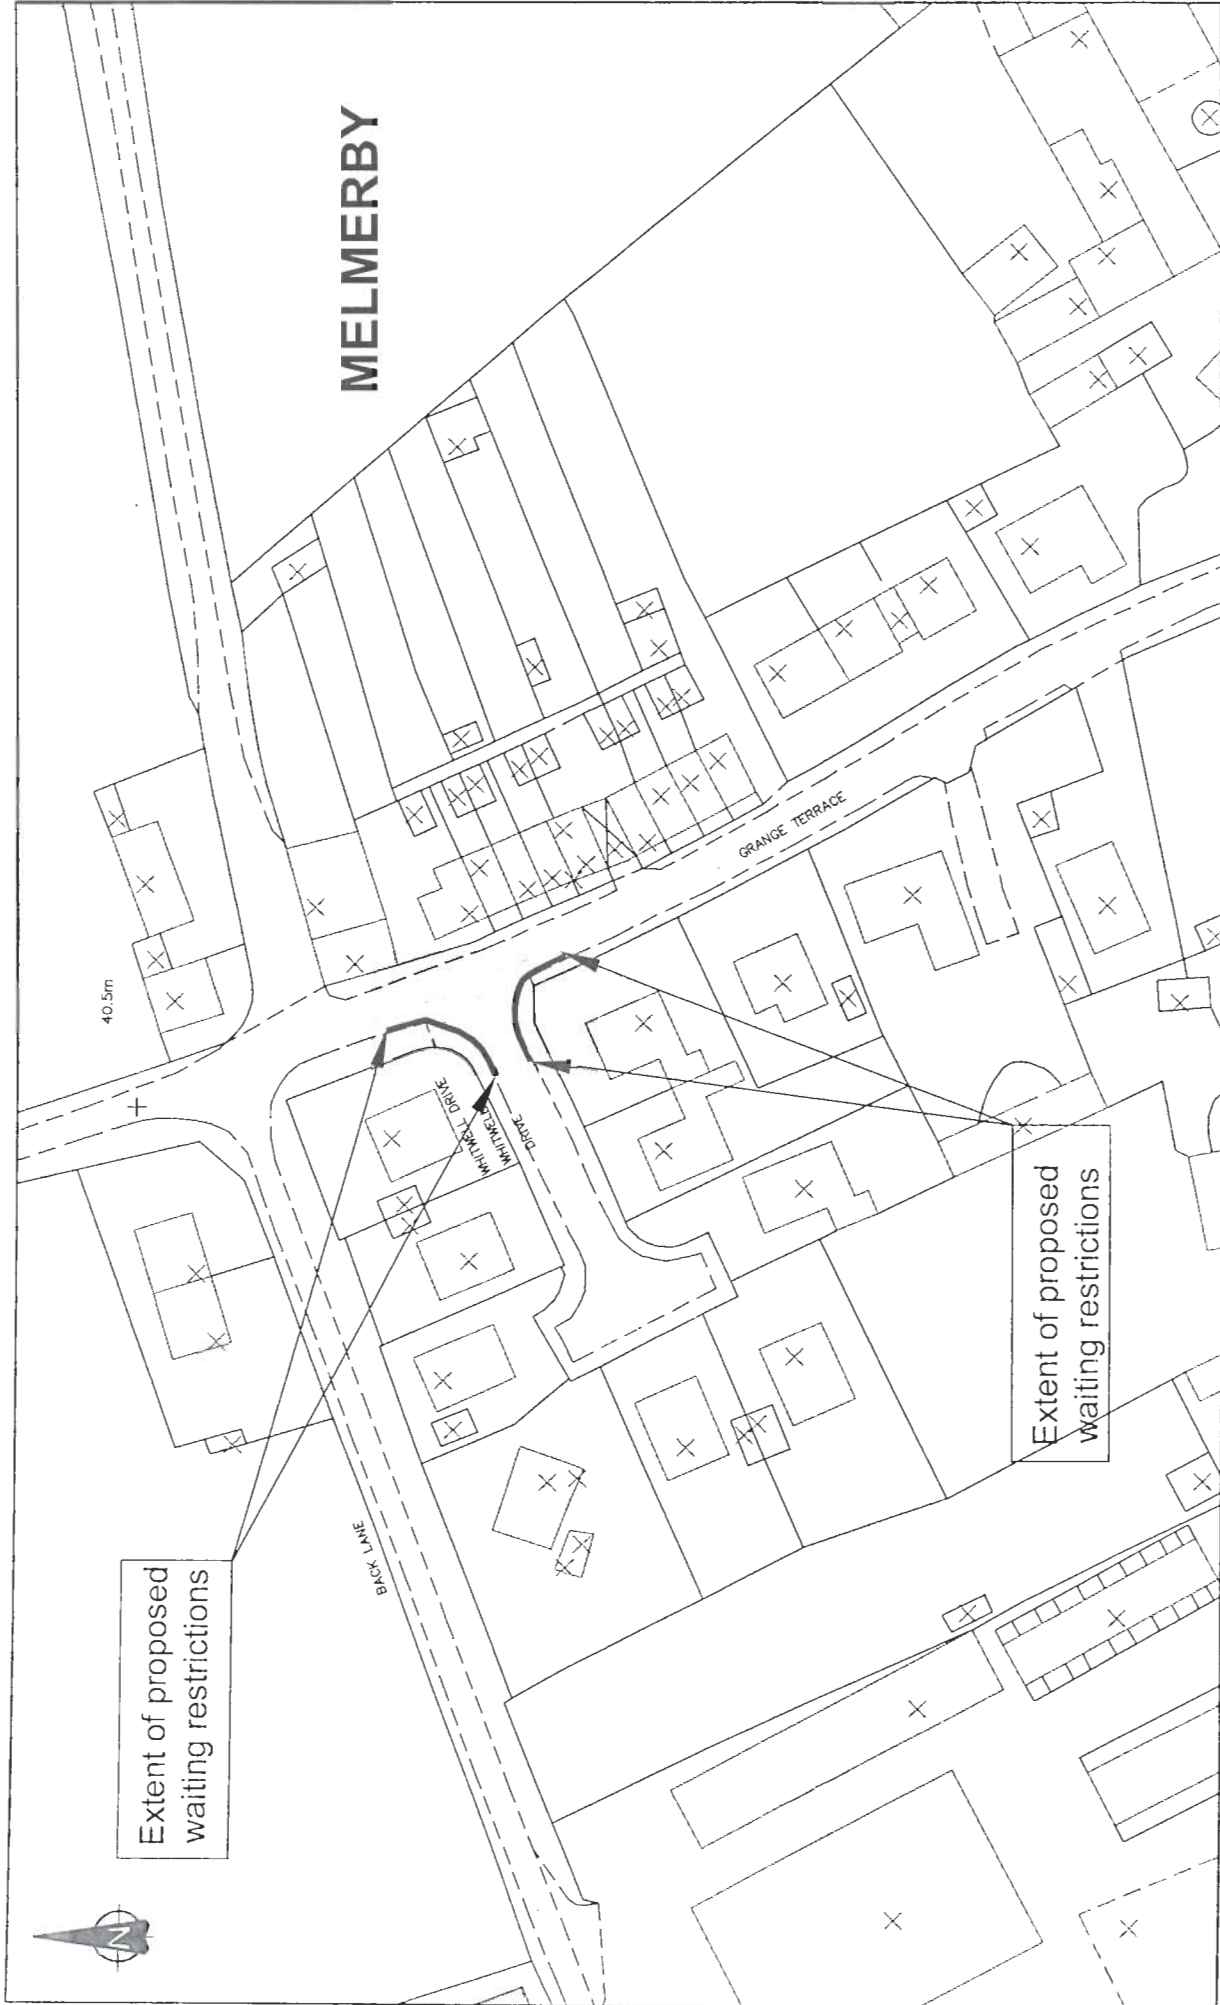 MELMERBY
40.5m
GRANGE TERRACE
WHITWELL DRIVE
WHITWELL
DRIVE
BACK LANE
Extent of proposed
waiting restrictions
Extent of proposed
waiting restrictions
N